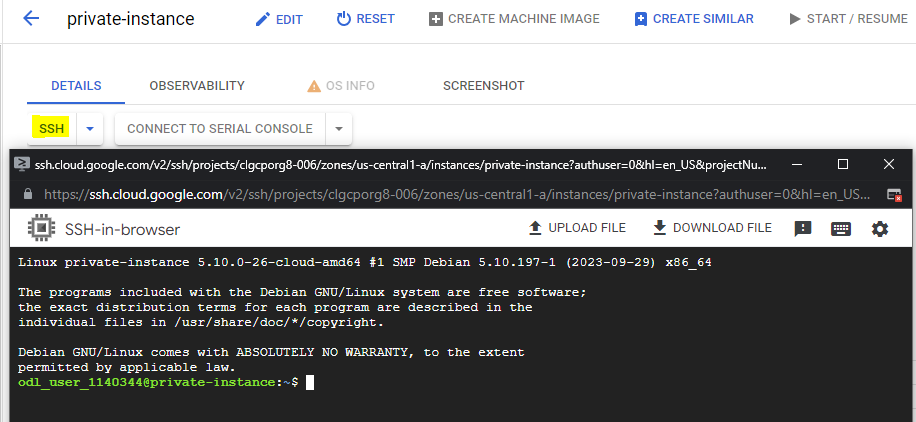 private-instance EDIT RESET CREATE MACHINE IMAGE CREATE SIMILAR START / RESUME
DETAILS OBSERVABILITY OS INFO SCREENSHOT
SSH CONNECT TO SERIAL CONSOLE
ssh.cloud.google.com/v2/ssh/projects/clgcporg8-006/zones/us-central1-a/instances/private-instance?authuser=0&hl=en_US&projectNu...
https://ssh.cloud.google.com/v2/ssh/projects/clgcporg8-006/zones/us-central1-a/instances/private-instance?authuser=0&hl=en_US...
SSH-in-browser UPLOAD FILE DOWNLOAD FILE
Linux private-instance 5.10.0-26-cloud-amd64 #1 SMP Debian 5.10.197-1 (2023-09-29) x86_64
The programs included with the Debian GNU/Linux system are free software;
the exact distribution terms for each program are described in the
individual files in /usr/share/doc/*/copyright.
Debian GNU/Linux comes with ABSOLUTELY NO WARRANTY, to the extent
permitted by applicable law.
odl_user_1140344@private-instance:~$